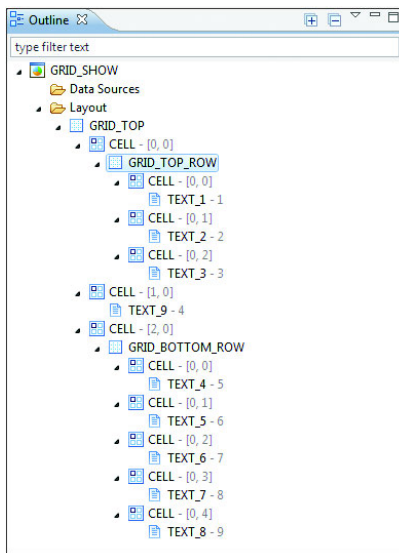 Outline
type filter text
GRID_SHOW
Data Sources
Layout
GRID_TOP
CELL - [0, 0]
GRID_TOP_ROW
CELL - [0, 0]
TEXT_1 - 1
CELL - [0, 1]
TEXT_2 - 2
CELL - [0, 2]
TEXT_3 - 3
CELL - [1, 0]
TEXT_9 - 4
CELL - [2, 0]
GRID_BOTTOM_ROW
CELL - [0, 0]
TEXT_4 - 5
CELL - [0, 1]
TEXT_5 - 6
CELL - [0, 2]
TEXT_6 - 7
CELL - [0, 3]
TEXT_7 - 8
CELL - [0, 4]
TEXT_8 - 9